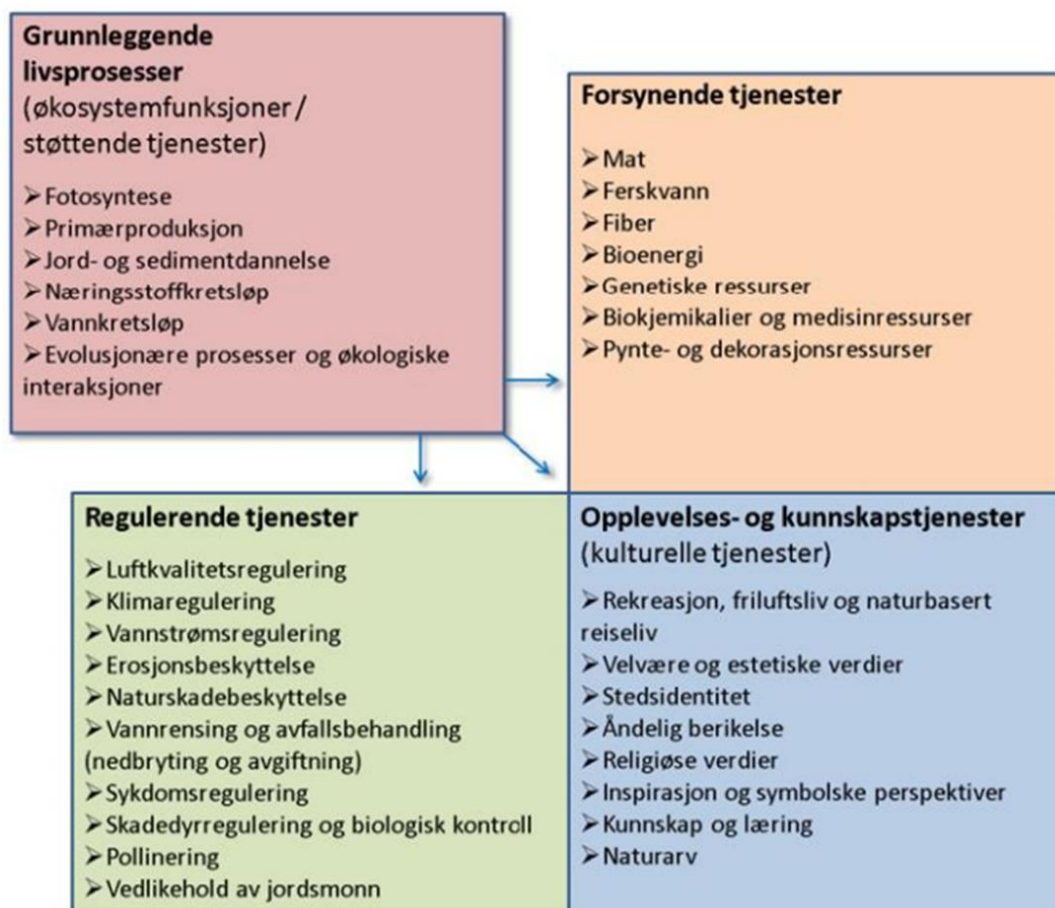 Grunnleggende
livsprosesser
(økosystemfunksjoner /
støttende tjenester)
➢Fotosyntese
➢Primærproduksjon
➢Jord- og sedimentdannelse
➢Næringsstoffkretsløp
➢Vannkretsløp
➢Evolusjonære prosesser og økologiske
interaksjoner
Forsynende tjenester
➢Mat
➢Ferskvann
➢Fiber
➢Bioenergi
➢Genetiske ressurser
➢Biokjemikalier og medisinressurser
➢Pynte- og dekorasjonsressurser
Regulerende tjenester
➢Luftkvalitetsregulering
➢Klimaregulering
➢Vannstrømsregulering
➢Erosjonsbeskyttelse
➢Naturskadebeskyttelse
➢Vannrensing og avfallsbehandling
(nedbryting og avgiftning)
➢Sykdomsregulering
➢Skadedyrregulering og biologisk kontroll
➢Pollinering
➢Vedlikehold av jordsmonn
Opplevelses- og kunnskapstjenester
(kulturelle tjenester)
➢Rekreasjon, friluftsliv og naturbasert
reiseliv
➢Velvære og estetiske verdier
➢Stedsidentitet
➢Åndelig berikelse
➢Religiøse verdier
➢Inspirasjon og symbolske perspektiver
➢Kunnskap og læring
➢Naturarv